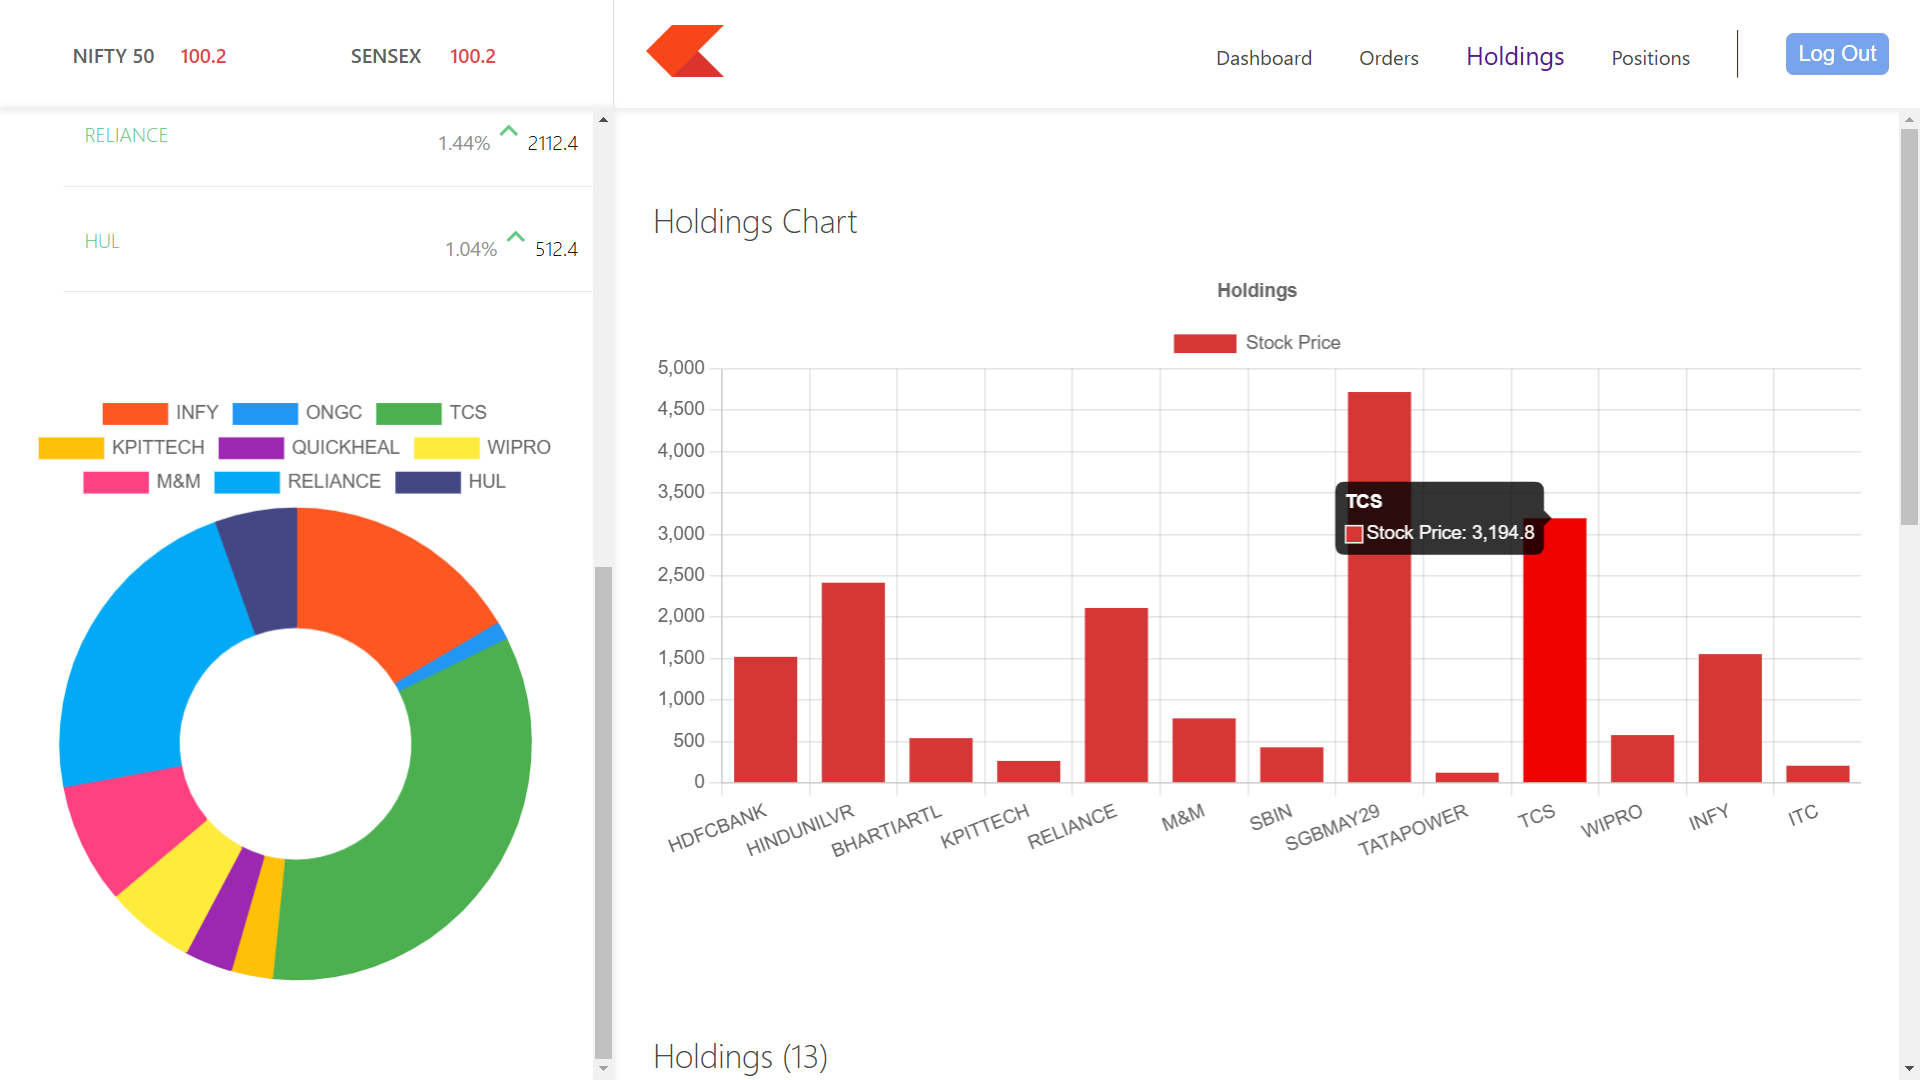 NIFTY 50 100.2 SENSEX 100.2
Dashboard Orders Holdings Positions Log Out
RELIANCE 1.44% 2112.4
HUL 1.04% 512.4
INFY ONGC TCS
KPITTECH QUICKHEAL WIPRO
M&M RELIANCE HUL
Holdings Chart
Holdings
Stock Price
5,000
4,500
4,000
3,500
3,000
2,500
2,000
1,500
1,000
500
0
TCS
Stock Price: 3,194.8
HDFCBANK HINDUNILVR BHARTIARTL KPITTECH RELIANCE M&M SBIN SGBMAY29 TATAPOWER TCS WIPRO INFY ITC
Holdings (13)